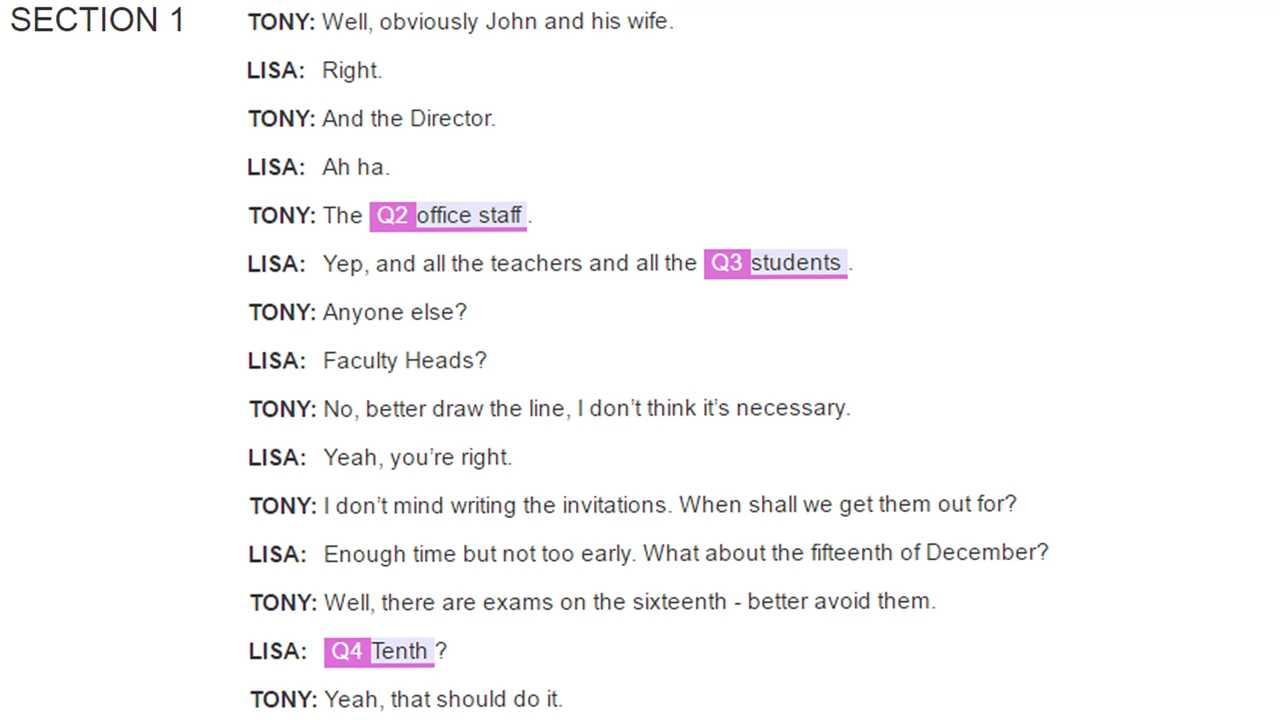 SECTION 1
TONY: Well, obviously John and his wife.
LISA: Right.
TONY: And the Director.
LISA: Ah ha.
TONY: The Q2 office staff .
LISA: Yep, and all the teachers and all the Q3 students .
TONY: Anyone else?
LISA: Faculty Heads?
TONY: No, better draw the line, I don’t think it’s necessary.
LISA: Yeah, you’re right.
TONY: I don’t mind writing the invitations. When shall we get them out for?
LISA: Enough time but not too early. What about the fifteenth of December?
TONY: Well, there are exams on the sixteenth - better avoid them.
LISA: Q4 Tenth ?
TONY: Yeah, that should do it.